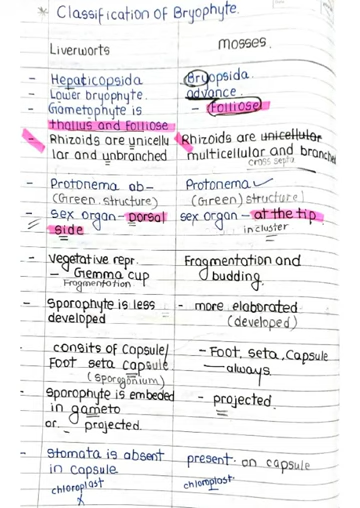 * Classification of Bryophyte.
Liverworts
Mosses.
- Hepaticopsida
Bryopsida
- Lower bryophyte.
advance.
- Gametophyte is
- Folliose
thallus and Folliose
- Rhizoids are unicellu
lar and unbranched
Rhizoids are unicellular
multicellular and branched
cross septa
- Protonema ab-
(Green structure)
Protonema ✓
(Green) structure)
- Sex organ - dorsal
side
sex organ - at the tip
in cluster
- Vegetative repr.
- Gemma cup
Fragmentation.
Fragmentation and
budding.
- Sporophyte is less
developed
- more elaborated
(developed)
consits of Capsule/
Foot seta capsule
(sporogonium)
- Foot, seta, Capsule
- always
- Sporophyte is embeded
in gameto
or projected.
- projected.
- Stomata is absent
in capsule
present on capsule
chloroplast
x
chloroplast.